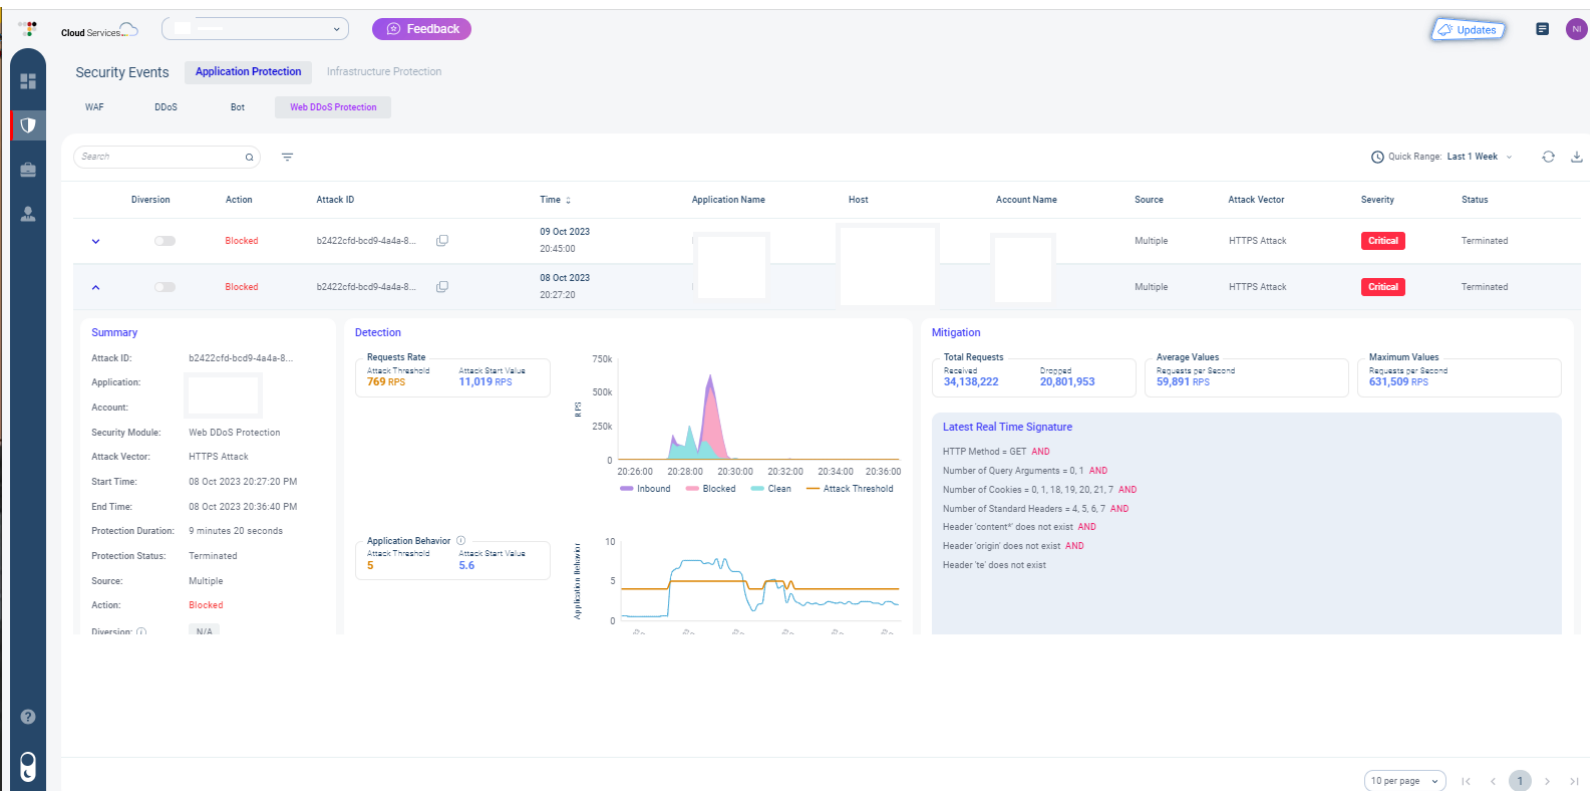 Cloud Services
Feedback
Updates
NI
Security Events Application Protection Infrastructure Protection
WAF DDoS Bot Web DDoS Protection
Search
Quick Range: Last 1 Week
Diversion Action Attack ID Time Application Name Host Account Name Source Attack Vector Severity Status
Blocked b2422cfd-bcd9-4a4a-8... 09 Oct 2023 20:45:00 Multiple HTTPS Attack Critical Terminated
Blocked b2422cfd-bcd9-4a4a-8... 08 Oct 2023 20:27:20 Multiple HTTPS Attack Critical Terminated
Summary
Attack ID: b2422cfd-bcd9-4a4a-8...
Application:
Account:
Security Module: Web DDoS Protection
Attack Vector: HTTPS Attack
Start Time: 08 Oct 2023 20:27:20 PM
End Time: 08 Oct 2023 20:36:40 PM
Protection Duration: 9 minutes 20 seconds
Protection Status: Terminated
Source: Multiple
Action: Blocked
Diversion: N/A
Detection
Requests Rate
Attack Threshold Attack Start Value
769 RPS 11,019 RPS
RPS
750k
500k
250k
0
20:26:00 20:28:00 20:30:00 20:32:00 20:34:00 20:36:00
Inbound Blocked Clean Attack Threshold
Application Behavior
Attack Threshold Attack Start Value
5 5.6
Application Behavior
10
5
0
Mitigation
Total Requests
Received Dropped
34,138,222 20,801,953
Average Values
Requests per Second
59,891 RPS
Maximum Values
Requests per Second
631,509 RPS
Latest Real Time Signature
HTTP Method = GET AND
Number of Query Arguments = 0, 1 AND
Number of Cookies = 0, 1, 18, 19, 20, 21, 7 AND
Number of Standard Headers = 4, 5, 6, 7 AND
Header 'content*' does not exist AND
Header 'origin' does not exist AND
Header 'te' does not exist
10 per page 1